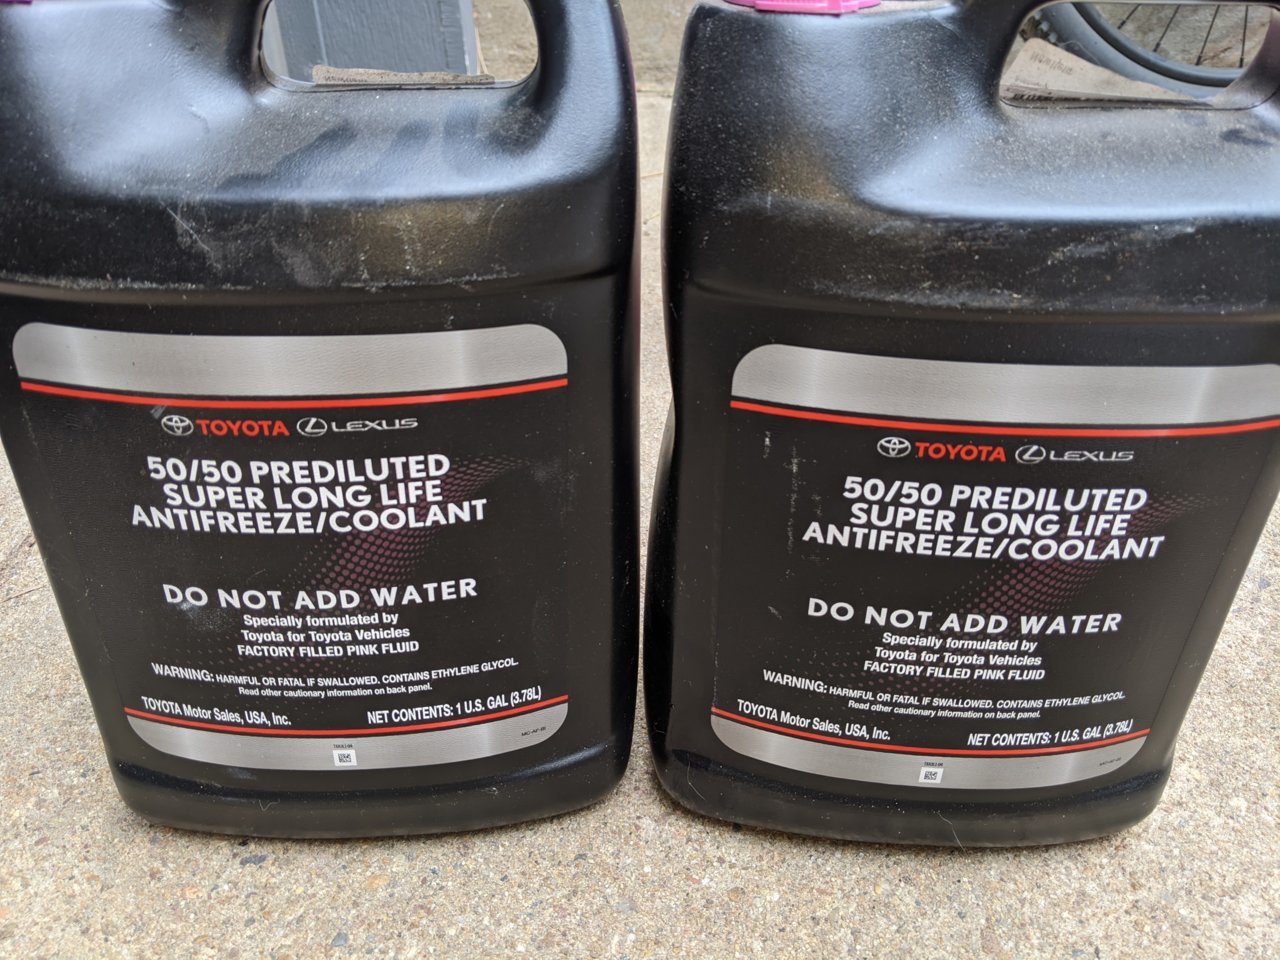 TOYOTA LEXUS
50/50 PREDILUTED
SUPER LONG LIFE
ANTIFREEZE/COOLANT
DO NOT ADD WATER
Specially formulated by
Toyota for Toyota Vehicles
FACTORY FILLED PINK FLUID
WARNING: HARMFUL OR FATAL IF SWALLOWED. CONTAINS ETHYLENE GLYCOL.
Read other cautionary information on back panel.
TOYOTA Motor Sales, USA, Inc. NET CONTENTS: 1 U.S. GAL (3.78L)
TOYOTA LEXUS
50/50 PREDILUTED
SUPER LONG LIFE
ANTIFREEZE/COOLANT
DO NOT ADD WATER
Specially formulated by
Toyota for Toyota Vehicles
FACTORY FILLED PINK FLUID
WARNING: HARMFUL OR FATAL IF SWALLOWED. CONTAINS ETHYLENE GLYCOL.
Read other cautionary information on back panel.
TOYOTA Motor Sales, USA, Inc. NET CONTENTS: 1 U.S. GAL (3.78L)